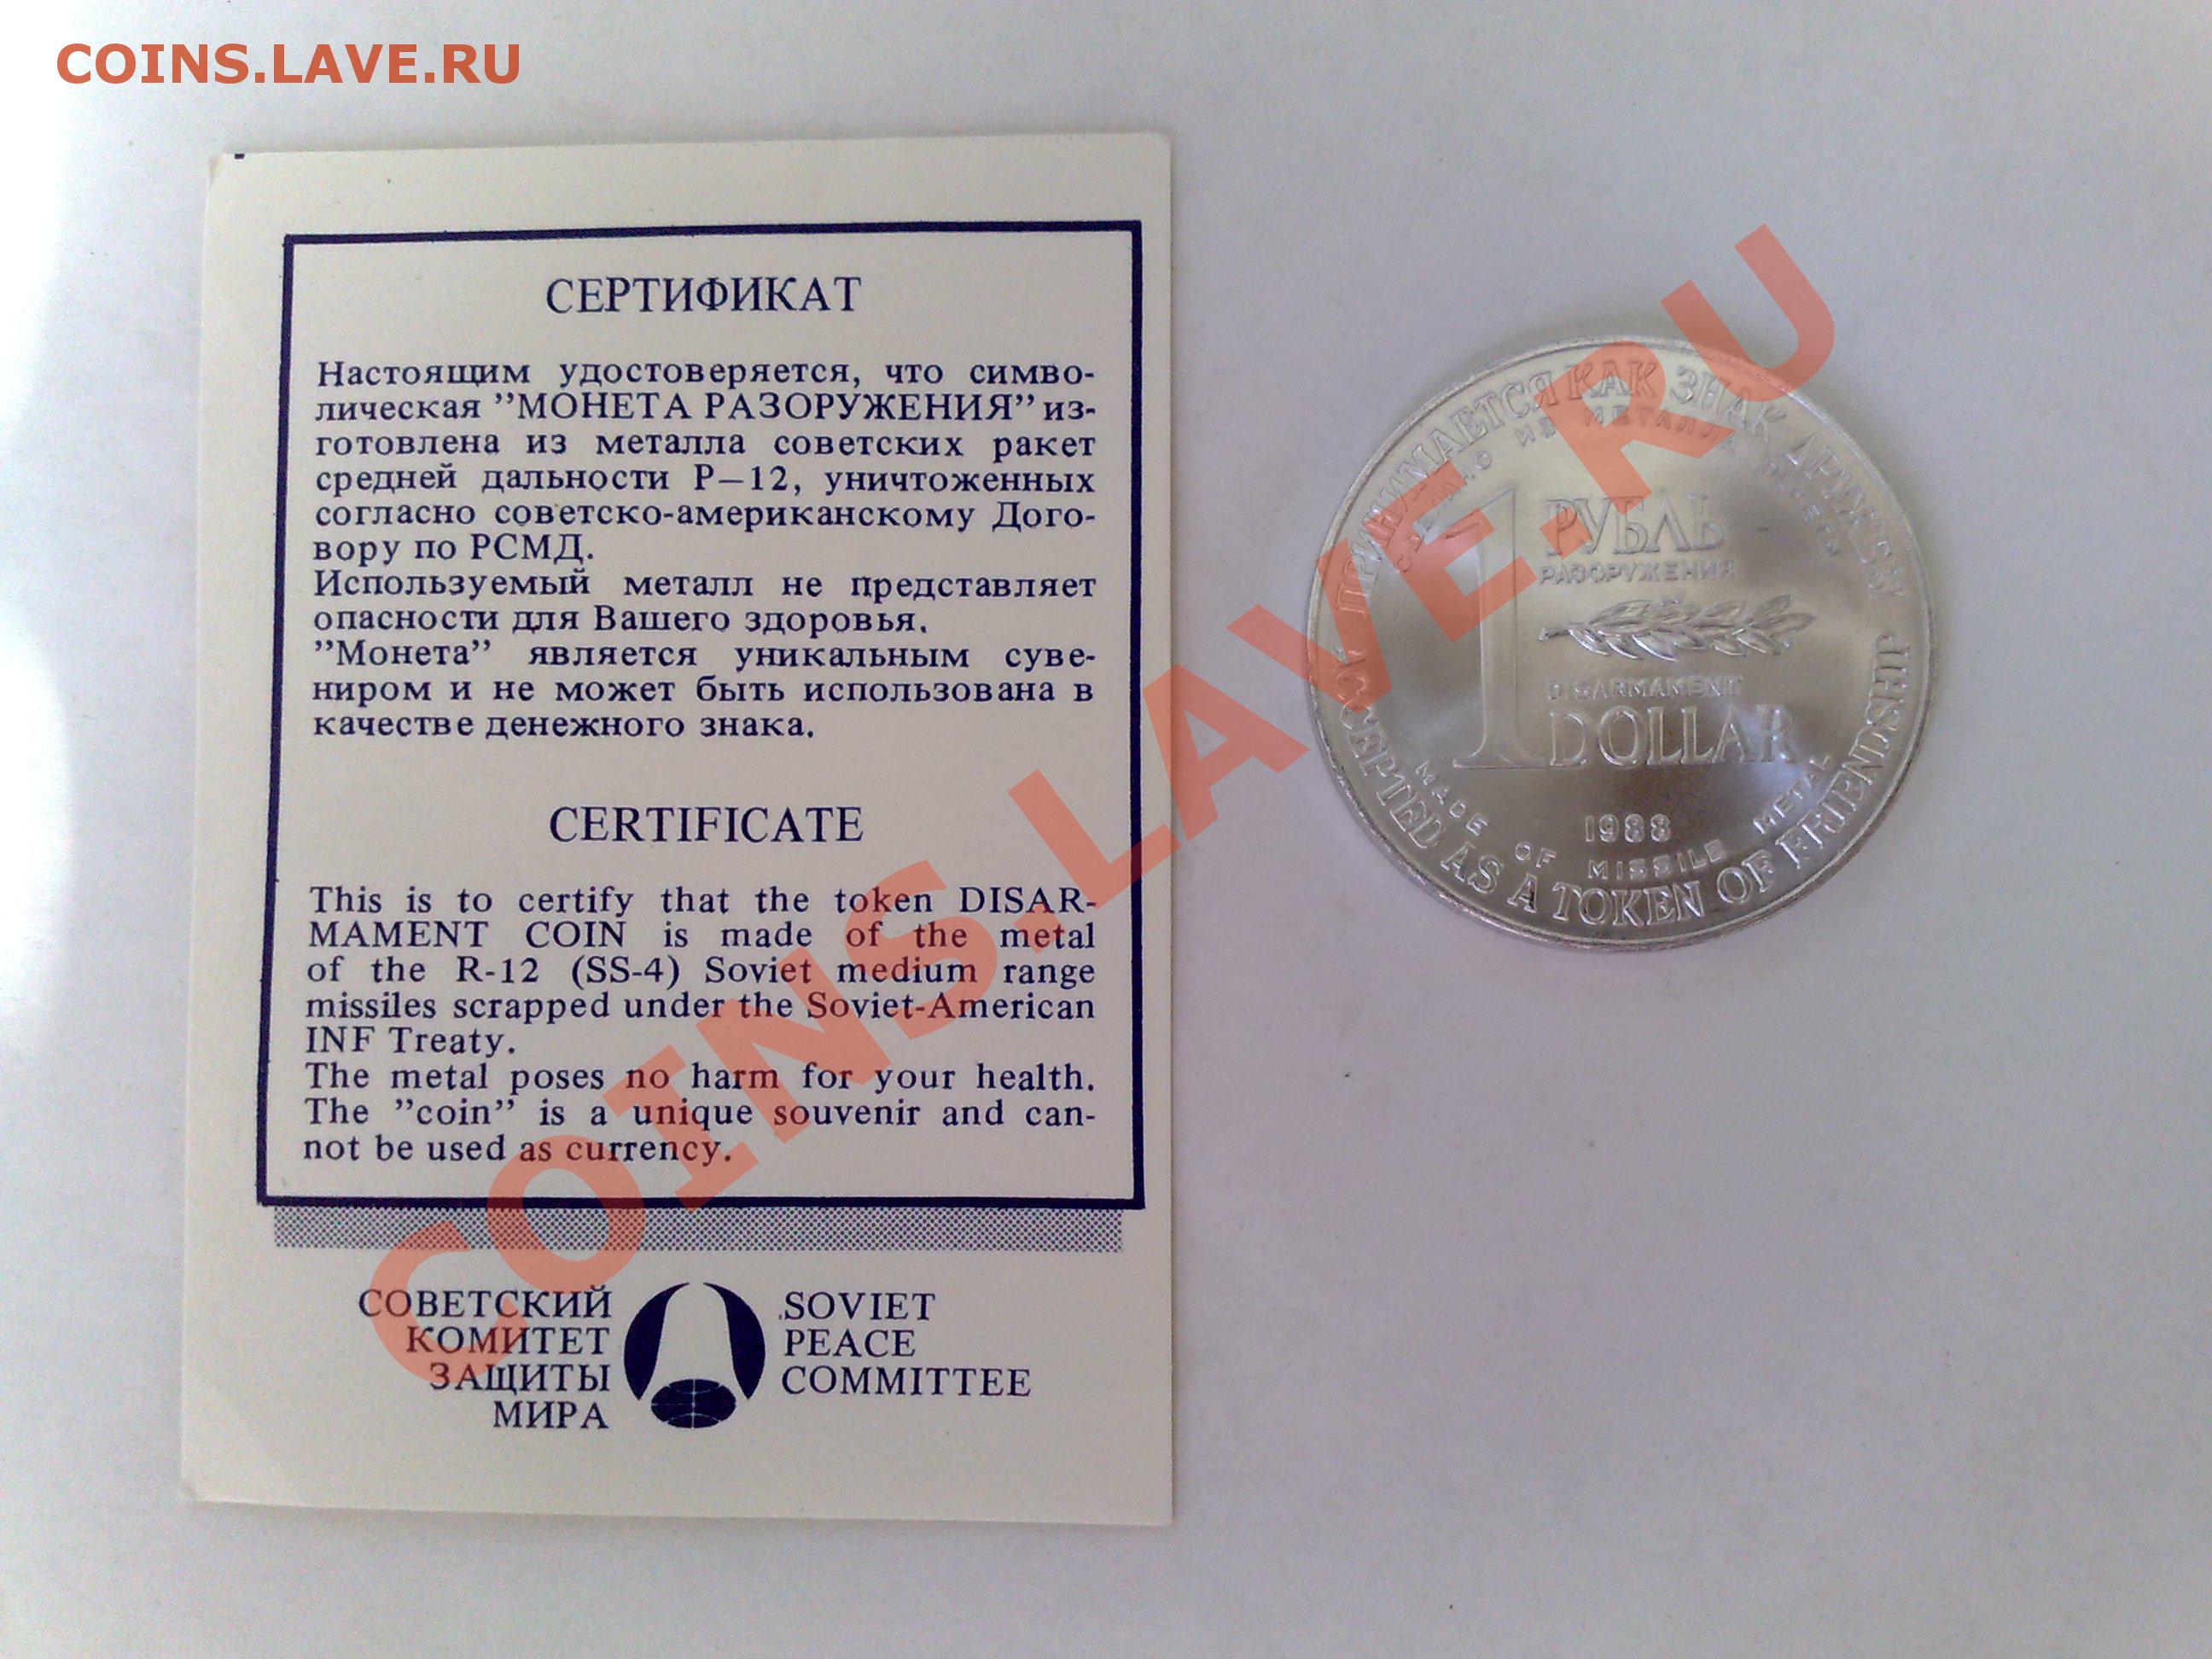 COINS.LAVE.RU
СЕРТИФИКАТ
Настоящим удостоверяется, что симво-
лическая ”МОНЕТА РАЗОРУЖЕНИЯ” из-
готовлена из металла советских ракет
средней дальности Р—12, уничтоженных
согласно советско-американскому Дого-
вору по РСМД.
Используемый металл не представляет
опасности для Вашего здоровья.
”Монета” является уникальным суве-
ниром и не может быть использована в
качестве денежного знака.
CERTIFICATE
This is to certify that the token DISAR-
MAMENT COIN is made of the metal
of the R-12 (SS-4) Soviet medium range
missiles scrapped under the Soviet-American
INF Treaty.
The metal poses no harm for your health.
The ”coin” is a unique souvenir and can-
not be used as currency.
СОВЕТСКИЙ
КОМИТЕТ
ЗАЩИТЫ
МИРА
SOVIET
PEACE
COMMITTEE
ПРИНИМАЕТСЯ КАК ЗНАК ДРУЖБЫ
СДЕЛАНО ИЗ МЕТАЛЛА РАКЕТЫ
1 РУБЛЬ
РАЗОРУЖЕНИЯ
DISARMAMENT
DOLLAR
1988
MADE OF MISSILE METAL
ACCEPTED AS A TOKEN OF FRIENDSHIP
COINS.LAVE.RU